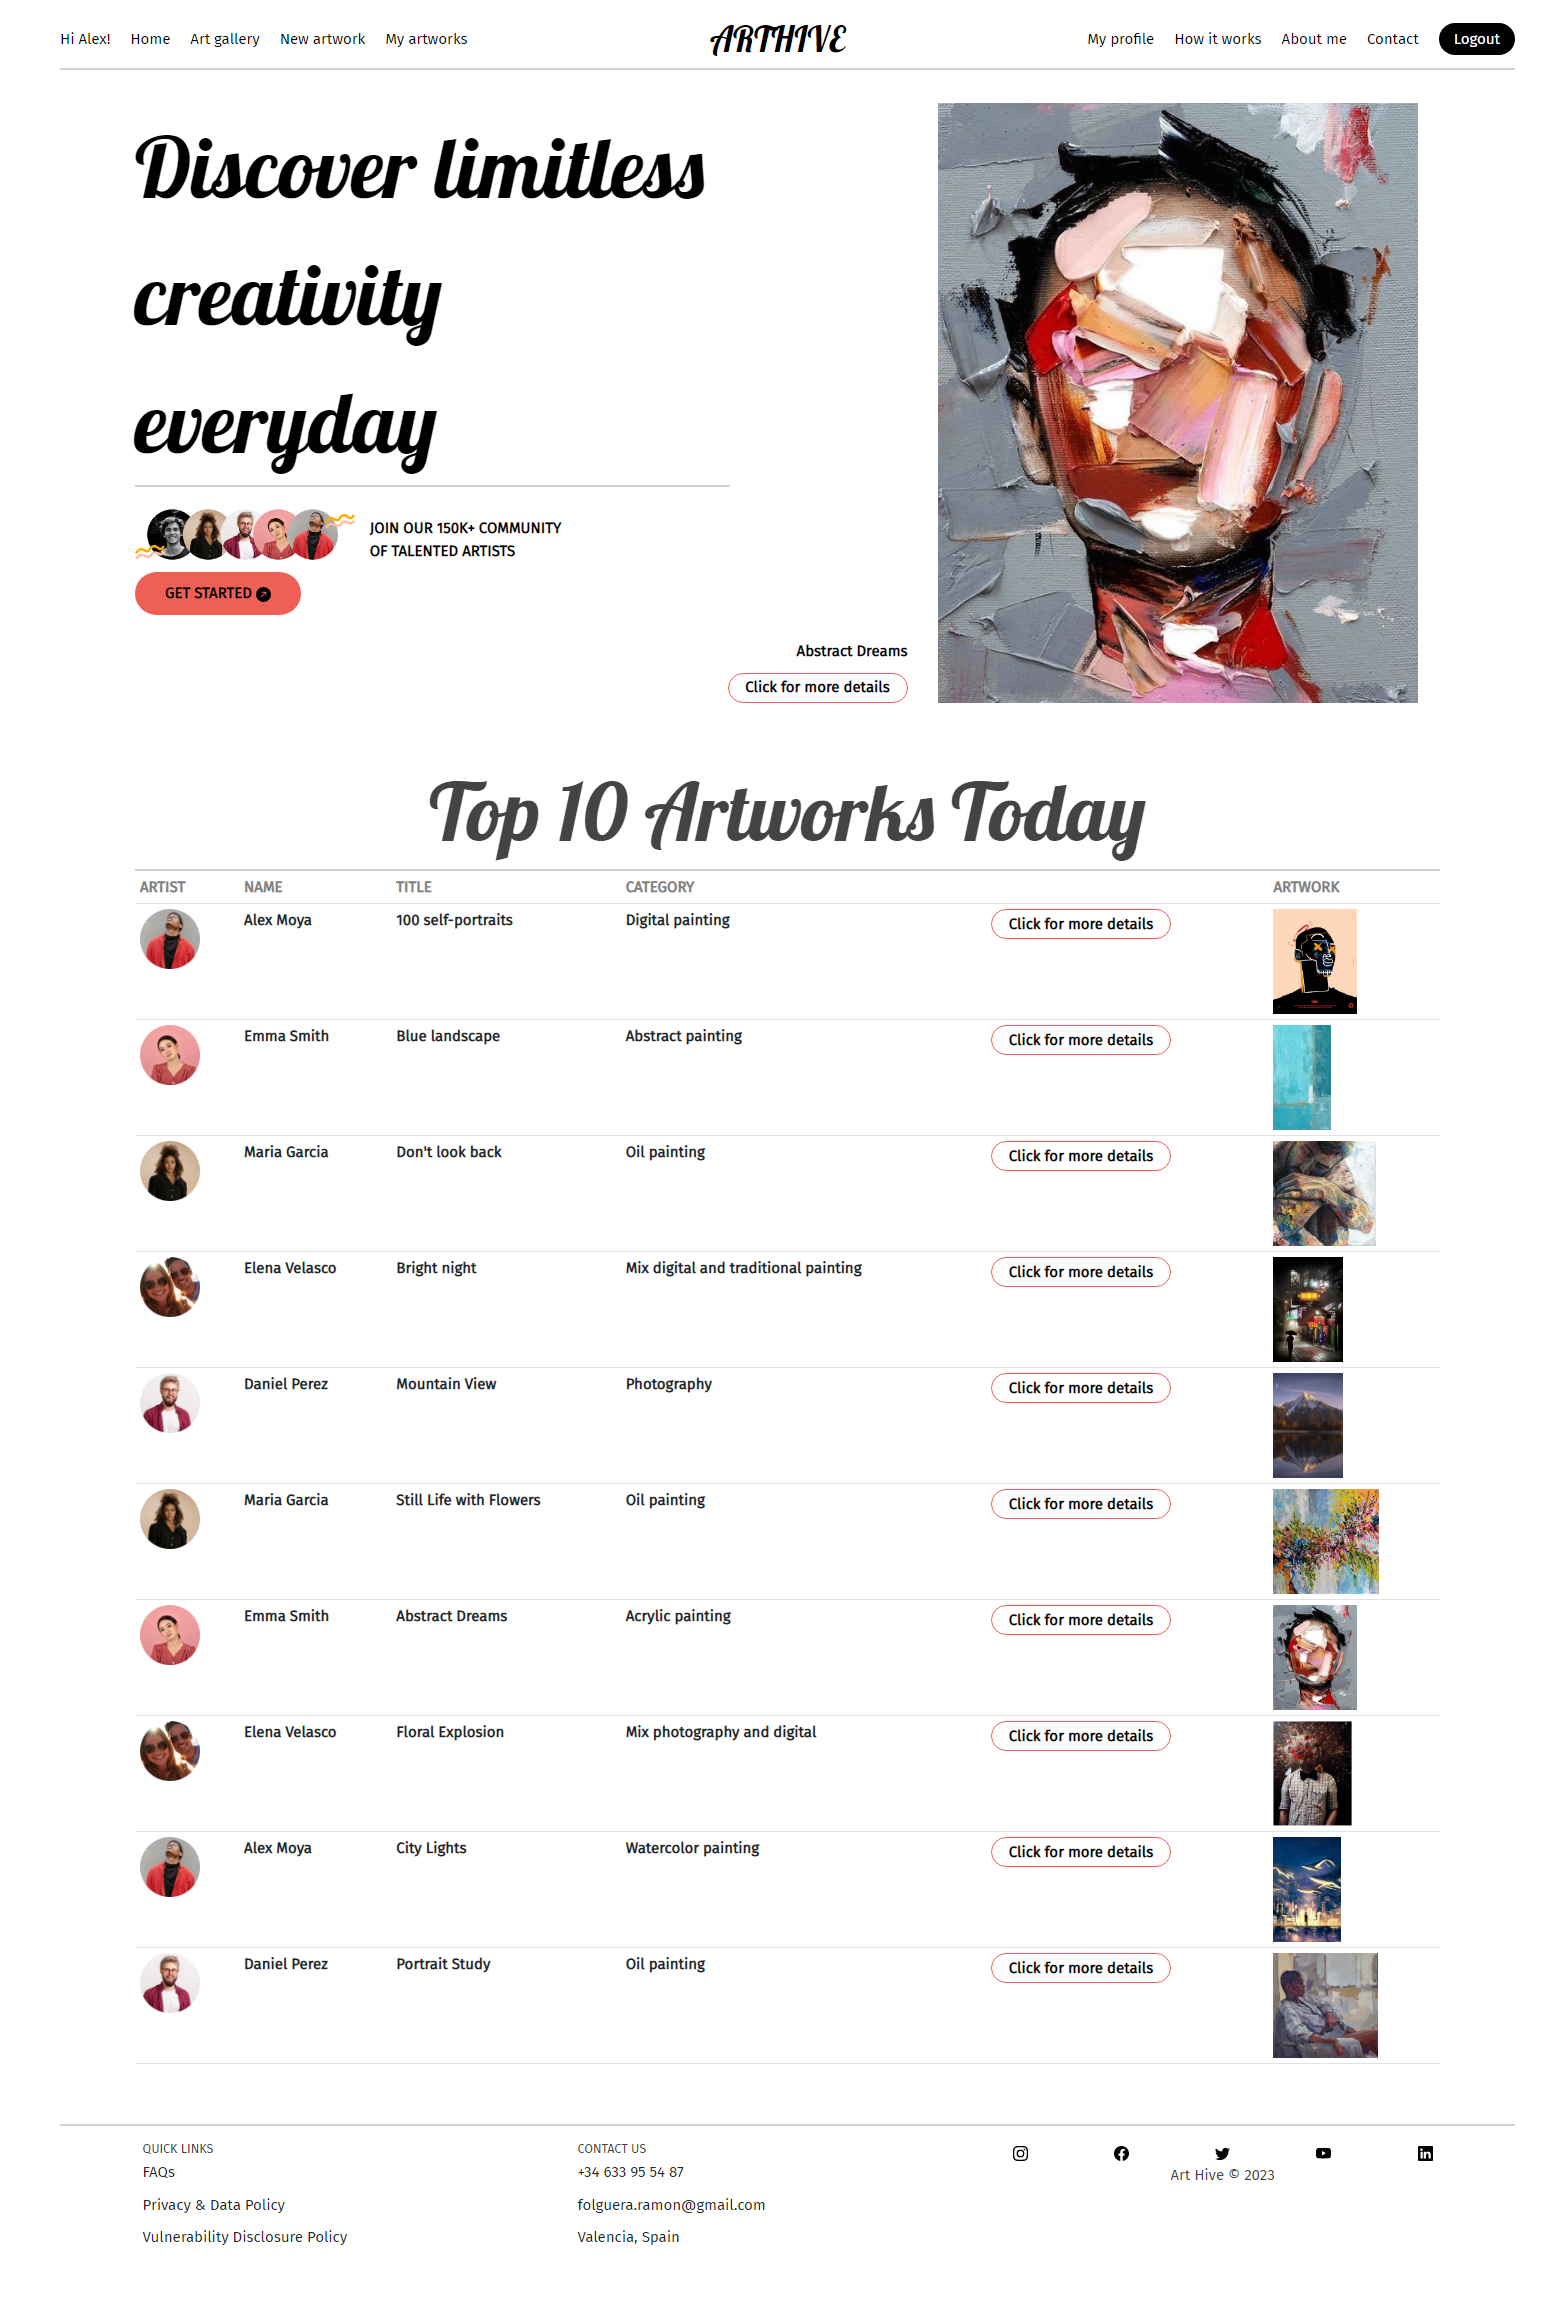 Hi Alex! Home Art gallery New artwork My artworks ARTHIVE My profile How it works About me Contact Logout
Discover limitless
creativity
everyday
JOIN OUR 150K+ COMMUNITY
OF TALENTED ARTISTS
GET STARTED
Abstract Dreams
Click for more details
Top 10 Artworks Today
ARTIST NAME TITLE CATEGORY ARTWORK
Alex Moya 100 self-portraits Digital painting Click for more details
Emma Smith Blue landscape Abstract painting Click for more details
Maria Garcia Don't look back Oil painting Click for more details
Elena Velasco Bright night Mix digital and traditional painting Click for more details
Daniel Perez Mountain View Photography Click for more details
Maria Garcia Still Life with Flowers Oil painting Click for more details
Emma Smith Abstract Dreams Acrylic painting Click for more details
Elena Velasco Floral Explosion Mix photography and digital Click for more details
Alex Moya City Lights Watercolor painting Click for more details
Daniel Perez Portrait Study Oil painting Click for more details
QUICK LINKS
FAQs
Privacy & Data Policy
Vulnerability Disclosure Policy
CONTACT US
+34 633 95 54 87
folguera.ramon@gmail.com
Valencia, Spain
Art Hive © 2023